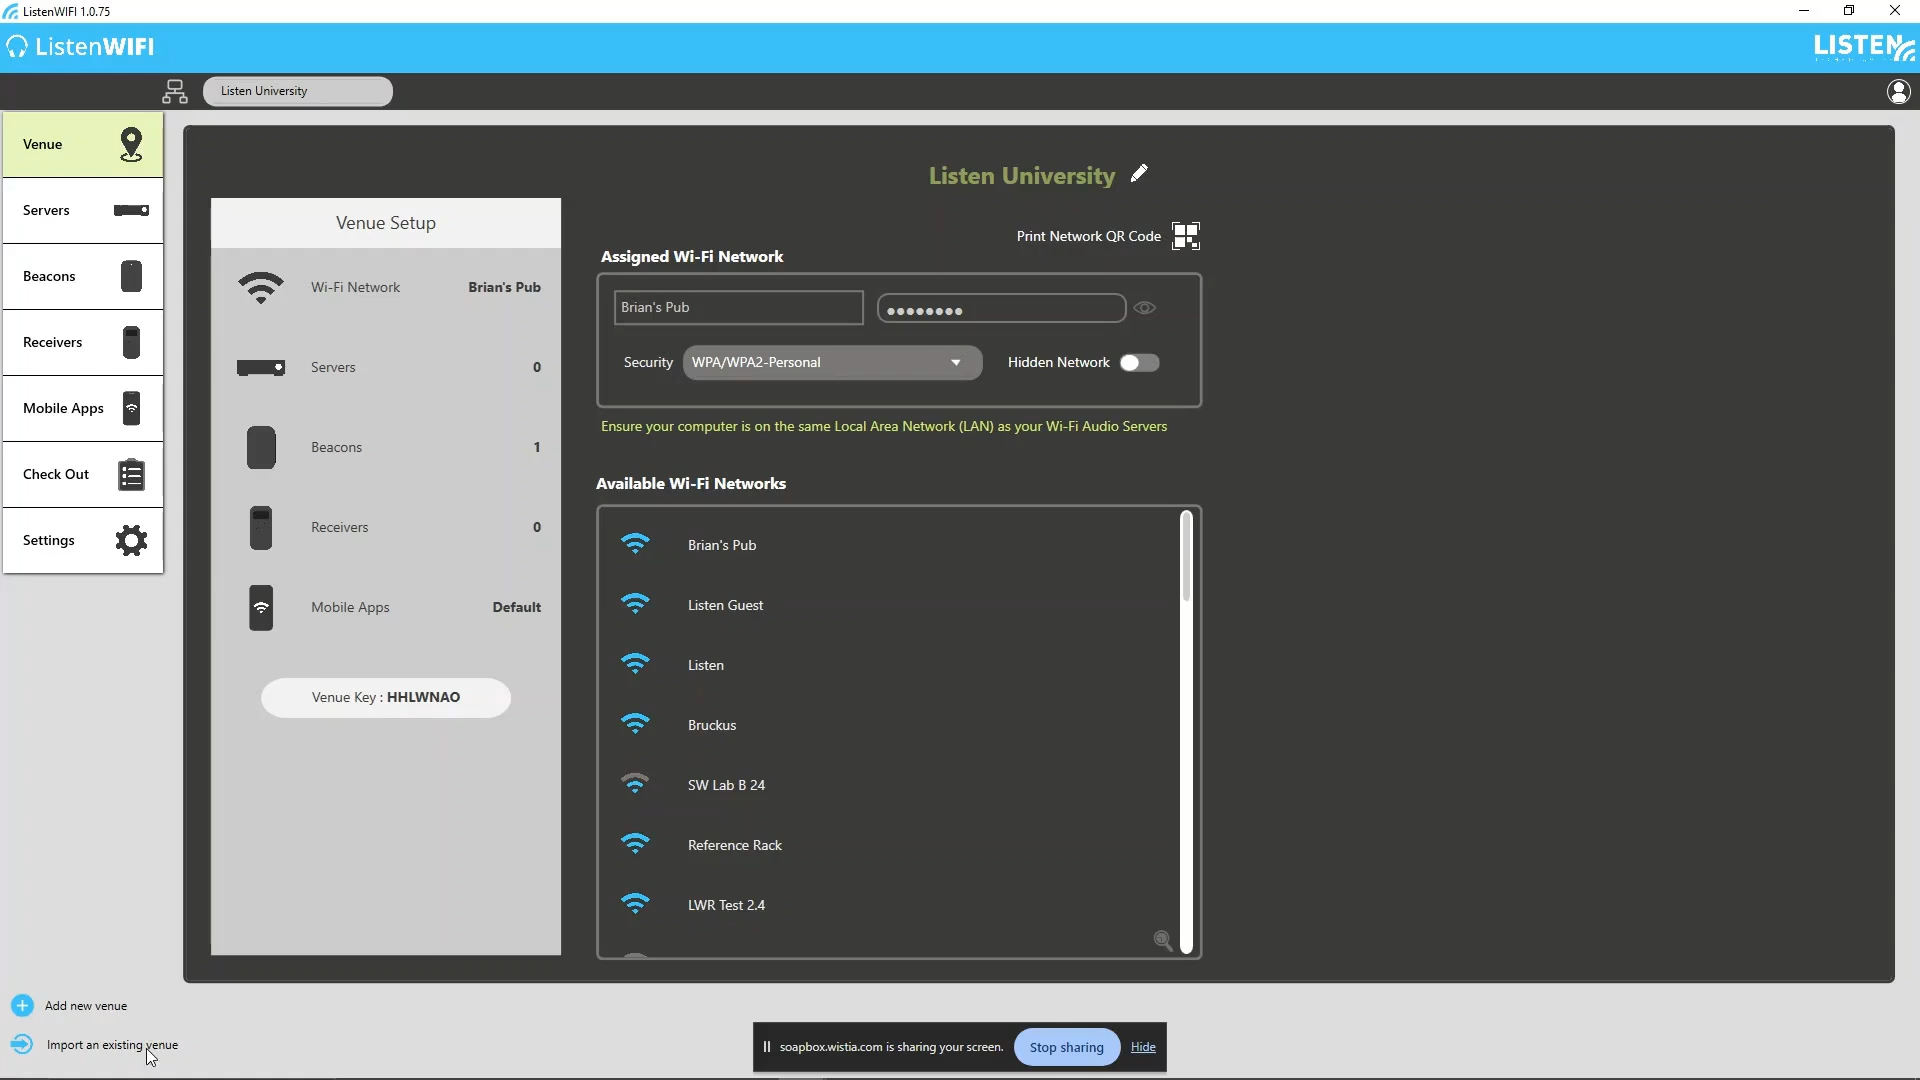 ListenWIFI 1.0.75
ListenWIFI
LISTEN
Listen University
Venue
Servers
Beacons
Receivers
Mobile Apps
Check Out
Settings
Listen University
Venue Setup
Wi-Fi Network Brian's Pub
Servers 0
Beacons 1
Receivers 0
Mobile Apps Default
Venue Key : HHLWNAO
Print Network QR Code
Assigned Wi-Fi Network
Brian's Pub ●●●●●●●●
Security WPA/WPA2-Personal Hidden Network
Ensure your computer is on the same Local Area Network (LAN) as your Wi-Fi Audio Servers
Available Wi-Fi Networks
Brian's Pub
Listen Guest
Listen
Bruckus
SW Lab B 24
Reference Rack
LWR Test 2.4
Add new venue
Import an existing venue
soapbox.wistia.com is sharing your screen. Stop sharing Hide